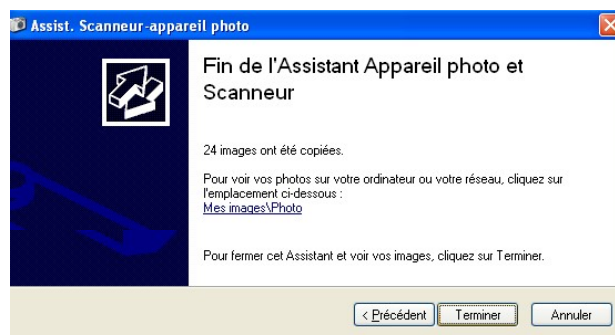 Assist. Scanneur-appareil photo
Fin de l'Assistant Appareil photo et
Scanneur
24 images ont été copiées.
Pour voir vos photos sur votre ordinateur ou votre réseau, cliquez sur
l'emplacement ci-dessous :
Mes images\Photo
Pour fermer cet Assistant et voir vos images, cliquez sur Terminer.
< Précédent Terminer Annuler